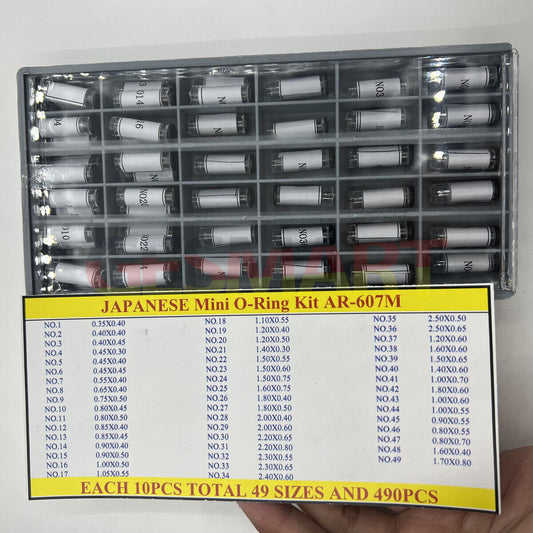 NO3
3 014
6
NO20
010
NO22
NO3
JAPANESE Mini O-Ring Kit AR-607M
NO.1 0.35X0.40
NO.2 0.40X0.40
NO.3 0.40X0.45
NO.4 0.45X0.30
NO.5 0.45X0.40
NO.6 0.45X0.45
NO.7 0.55X0.40
NO.8 0.65X0.40
NO.9 0.75X0.50
NO.10 0.80X0.45
NO.11 0.80X0.50
NO.12 0.85X0.40
NO.13 0.85X0.45
NO.14 0.90X0.40
NO.15 0.90X0.50
NO.16 1.00X0.50
NO.17 1.05X0.55
NO.18 1.10X0.55
NO.19 1.20X0.40
NO.20 1.20X0.50
NO.21 1.40X0.30
NO.22 1.50X0.55
NO.23 1.50X0.60
NO.24 1.50X0.75
NO.25 1.60X0.75
NO.26 1.80X0.40
NO.27 1.80X0.50
NO.28 2.00X0.40
NO.29 2.00X0.60
NO.30 2.20X0.65
NO.31 2.20X0.80
NO.32 2.30X0.55
NO.33 2.30X0.65
NO.34 2.40X0.60
NO.35 2.50X0.50
NO.36 2.50X0.65
NO.37 1.20X0.60
NO.38 1.60X0.60
NO.39 1.50X0.65
NO.40 1.40X0.60
NO.41 1.00X0.70
NO.42 1.80X0.60
NO.43 1.00X0.60
NO.44 1.00X0.55
NO.45 0.90X0.55
NO.46 0.80X0.55
NO.47 0.80X0.70
NO.48 1.60X0.40
NO.49 1.70X0.80
EACH 10PCS TOTAL 49 SIZES AND 490PCS